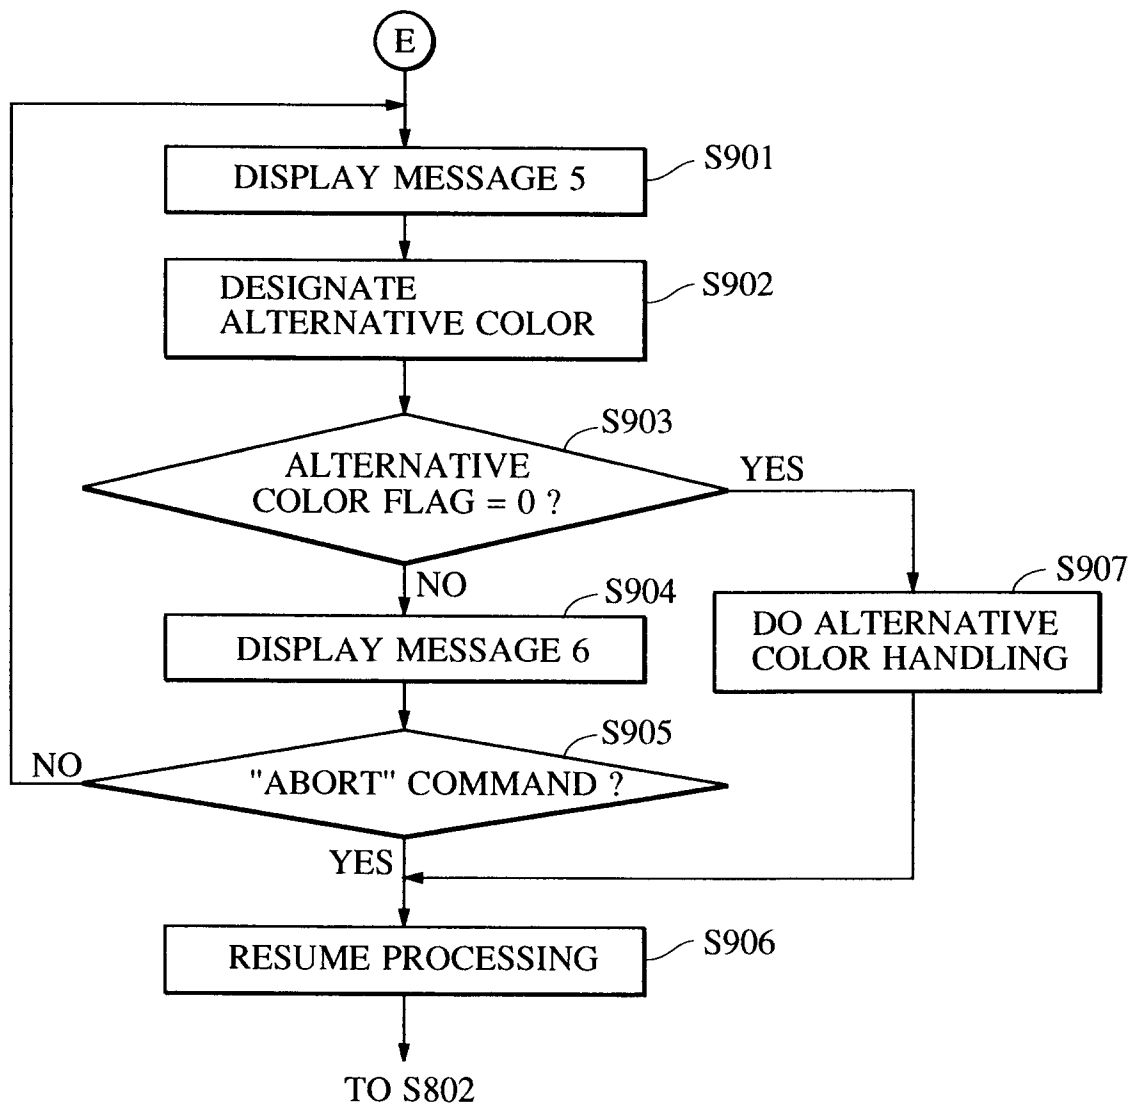 E
DISPLAY MESSAGE 5
S901
DESIGNATE
ALTERNATIVE COLOR
S902
S903
ALTERNATIVE
COLOR FLAG = 0 ?
YES
NO
S904
DISPLAY MESSAGE 6
S907
DO ALTERNATIVE
COLOR HANDLING
S905
NO
"ABORT" COMMAND ?
YES
RESUME PROCESSING
S906
TO S802